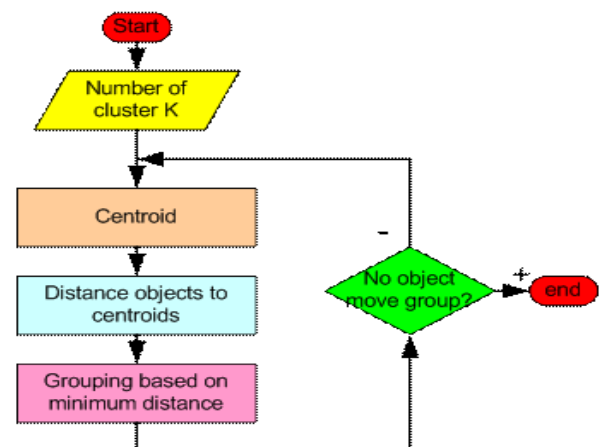 Start
Number of
cluster K
Centroid
Distance objects to
centroids
Grouping based on
minimum distance
-
No object
move group?
+
end